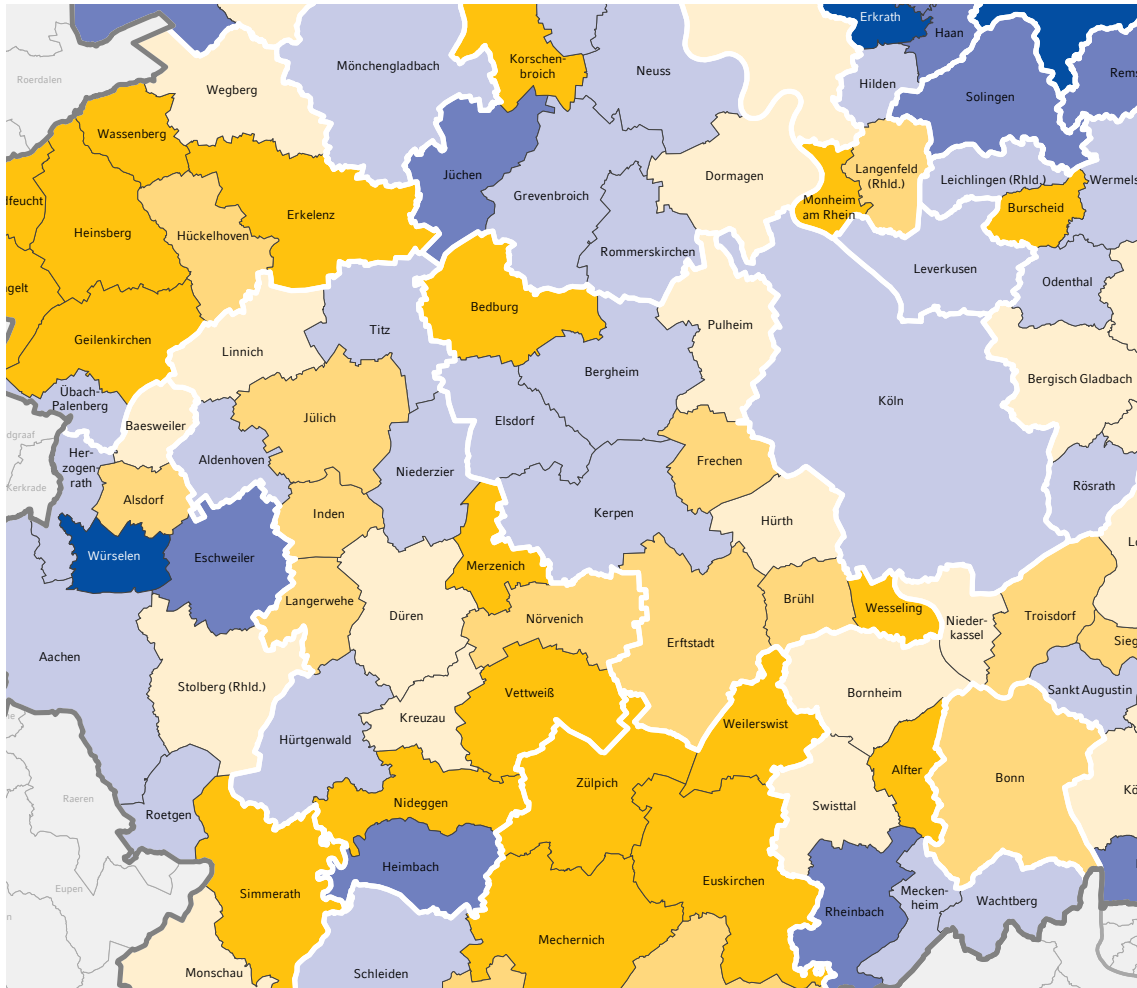 Erkrath
Haan
Roerdalen
Mönchengladbach
Korschen-
broich
Neuss
Rems
Wegberg
Hilden
Solingen
Wassenberg
Langenfeld
(Rhld.)
Leichlingen (Rhld.)
Wermels
Jüchen
Dormagen
lfeucht
Grevenbroich
Monheim
am Rhein
Burscheid
Erkelenz
Heinsberg
Hückelhoven
Rommerskirchen
Leverkusen
Odenthal
ngelt
Bedburg
Titz
Pulheim
Geilenkirchen
Linnich
Bergheim
Bergisch Gladbach
Übach-
Palenberg
Köln
Jülich
Elsdorf
Baesweiler
dgraaf
Her-
zogen-
rath
Aldenhoven
Niederzier
Frechen
Kerkrade
Rösrath
Alsdorf
Inden
Kerpen
Hürth
Würselen
Eschweiler
Merzenich
Langerwehe
Düren
Nörvenich
Brühl
Wesseling
Nieder-
kassel
Troisdorf
Sieg
Lo
Erftstadt
Aachen
Stolberg (Rhld.)
Vettweiß
Bornheim
Sankt Augustin
Kreuzau
Weilerswist
Hürtgenwald
Alfter
Bonn
Zülpich
Kö
Raeren
Nideggen
Swisttal
Roetgen
Heimbach
Euskirchen
Eupen
Simmerath
Mecken-
heim
Wachtberg
Rheinbach
Mechernich
Monschau
Schleiden